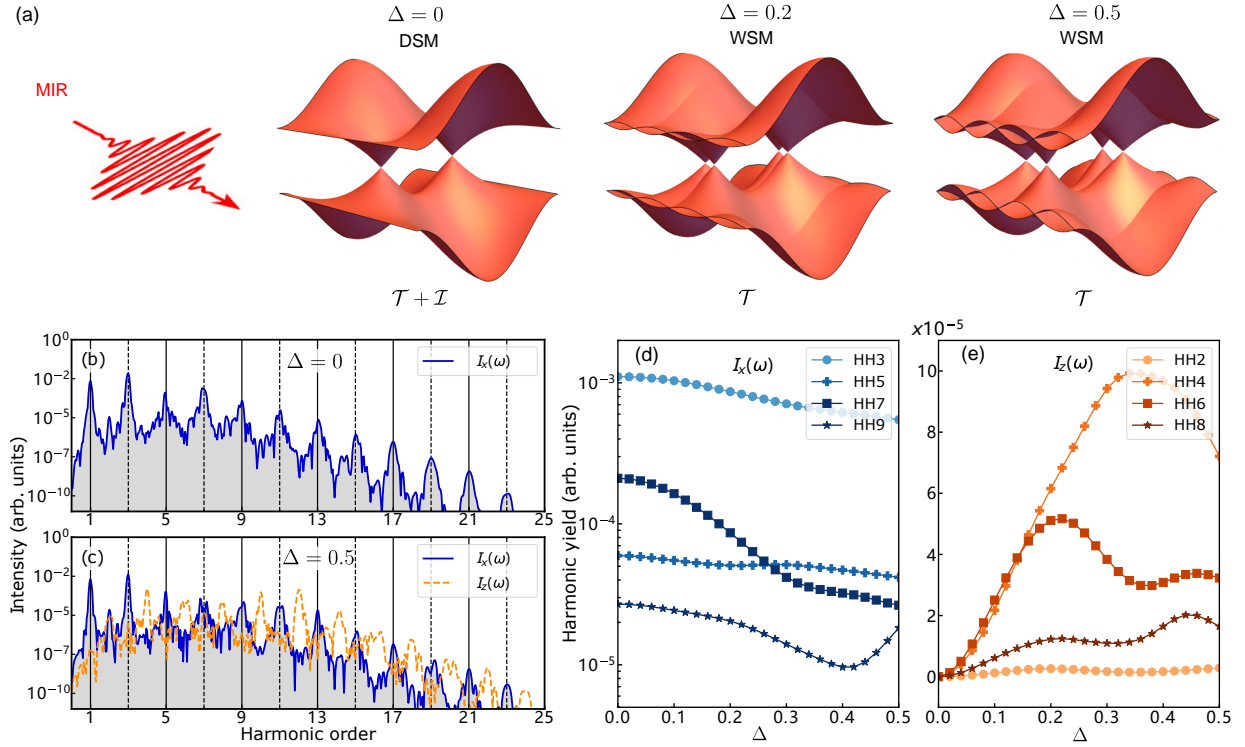 (a)
Δ = 0
Δ = 0.2
Δ = 0.5
DSM
WSM
WSM
MIR
𝒯 + ℐ
𝒯
𝒯
(b)
Δ = 0
I_x(ω)
10^0
10^−2
10^−5
10^−7
10^−10
1 5 9 13 17 21 25
(c)
Δ = 0.5
I_x(ω)
I_z(ω)
10^0
10^−2
10^−5
10^−7
10^−10
1 5 9 13 17 21 25
Harmonic order
Intensity (arb. units)
(d)
I_x(ω)
HH3
HH5
HH7
HH9
10^−3
10^−4
10^−5
0.0 0.1 0.2 0.3 0.4 0.5
Δ
Harmonic yield (arb. units)
x10^−5
(e)
I_z(ω)
HH2
HH4
HH6
HH8
10
8
6
4
2
0
0.0 0.1 0.2 0.3 0.4 0.5
Δ